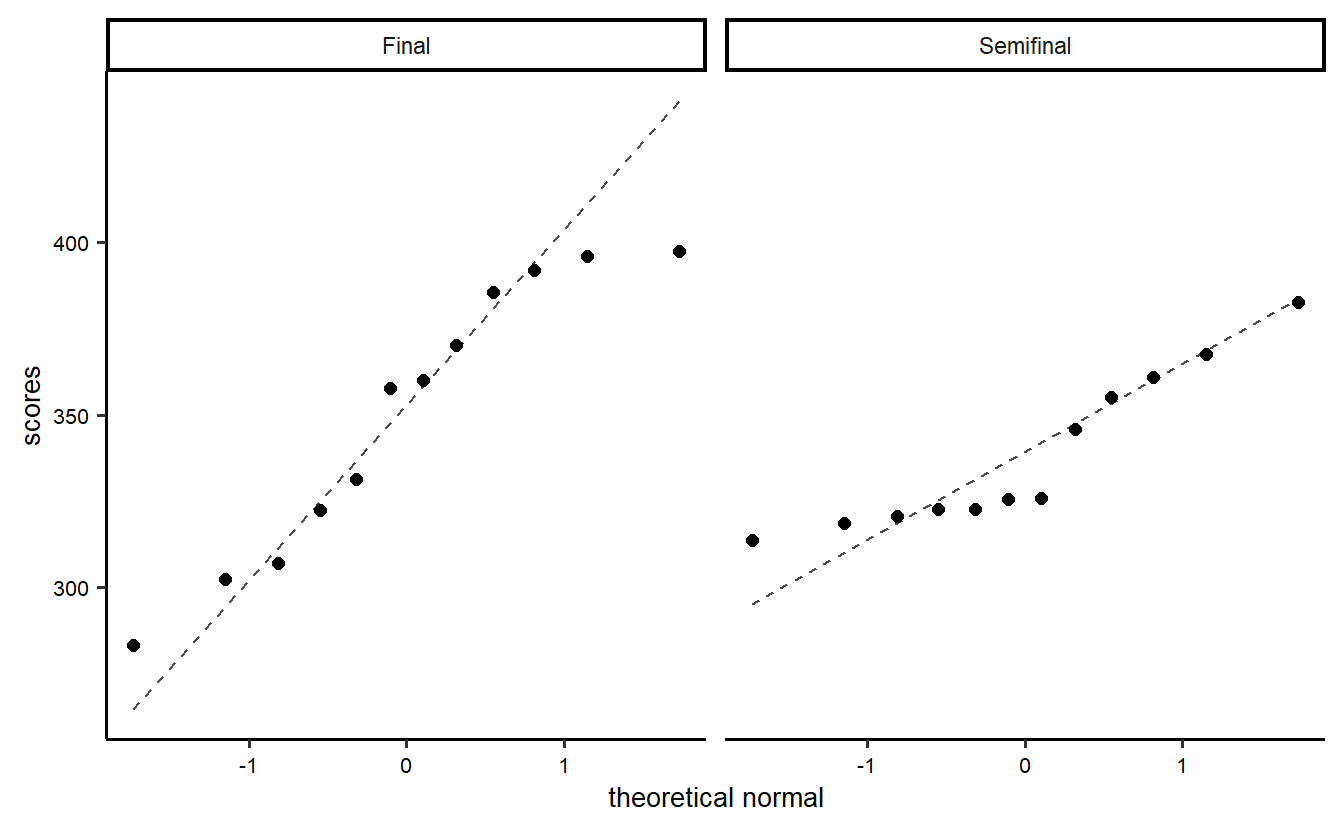 Final
Semifinal
400
350
300
scores
-1
0
1
-1
0
1
theoretical normal